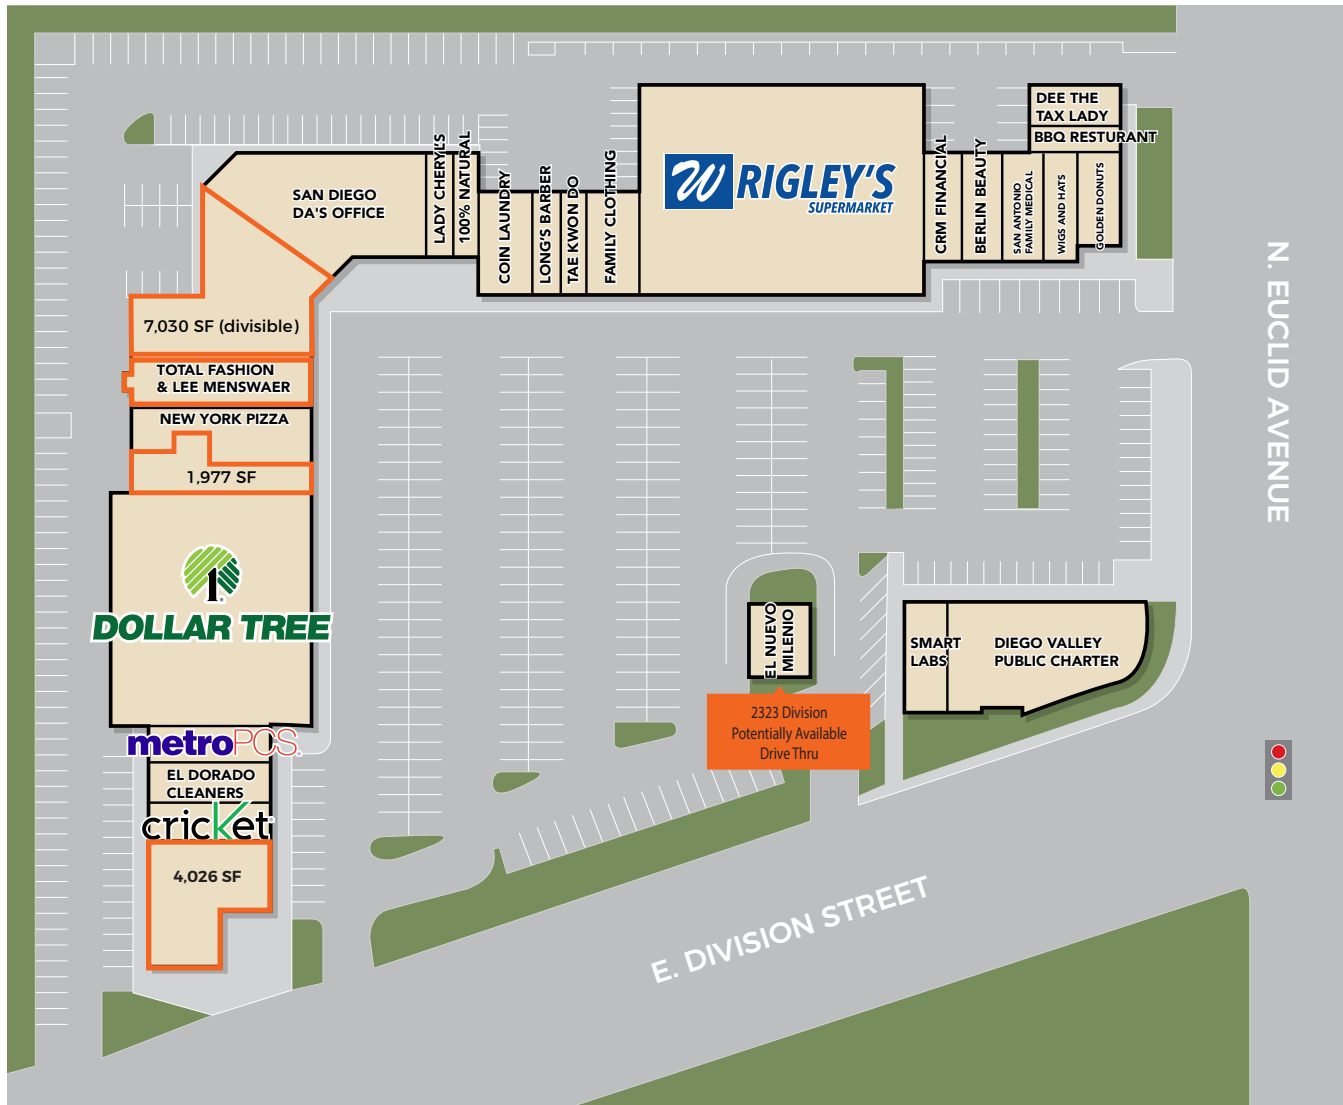 DEE THE
TAX LADY
BBQ RESTURANT
SAN DIEGO
DA'S OFFICE
LADY CHERYL'S
100% NATURAL
COIN LAUNDRY
LONG'S BARBER
TAE KWON DO
FAMILY CLOTHING
WRIGLEY'S
SUPERMARKET
CRM FINANCIAL
BERLIN BEAUTY
SAN ANTONIO
FAMILY MEDICAL
WIGS AND HATS
GOLDEN DONUTS
N. EUCLID AVENUE
7,030 SF (divisible)
TOTAL FASHION
& LEE MENSWAER
NEW YORK PIZZA
1,977 SF
DOLLAR TREE
metroPCS.
EL DORADO
CLEANERS
cricket
4,026 SF
EL NUEVO
MILENIO
2323 Division
Potentially Available
Drive Thru
SMART
LABS
DIEGO VALLEY
PUBLIC CHARTER
E. DIVISION STREET